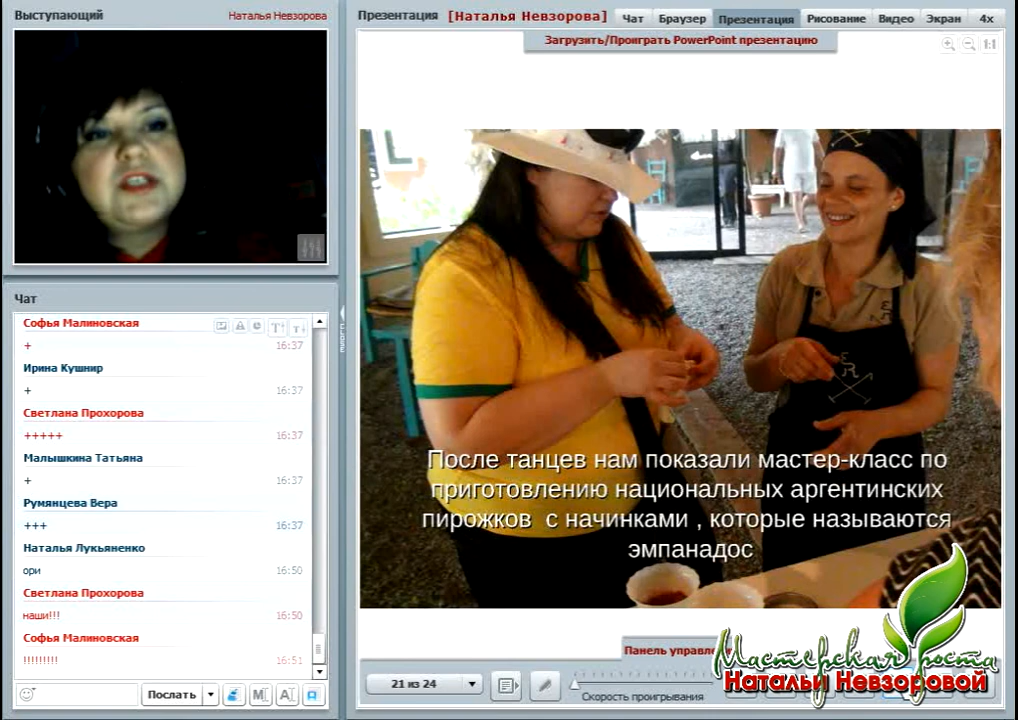 Выступающий
Наталья Невзорова
Чат
Софья Малиновская
+
16:37
Ирина Кушнир
+
16:37
Светлана Прохорова
+++++
16:37
Малышкина Татьяна
+
16:37
Румянцева Вера
+++
16:37
Наталья Лукьяненко
ори
16:50
Светлана Прохорова
наши!!!
16:50
Софья Малиновская
!!!!!!!!!
16:51
Послать
Презентация [Наталья Невзорова]
Чат
Браузер
Презентация
Рисование
Видео
Экран
4x
Загрузить/Проиграть PowerPoint презентацию
1:1
После танцев нам показали мастер-класс по
приготовлению национальных аргентинских
пирожков с начинками , которые называются
эмпанадос
21 из 24
Скорость проигрывания
Мастерская роста
Натальи Невзоровой